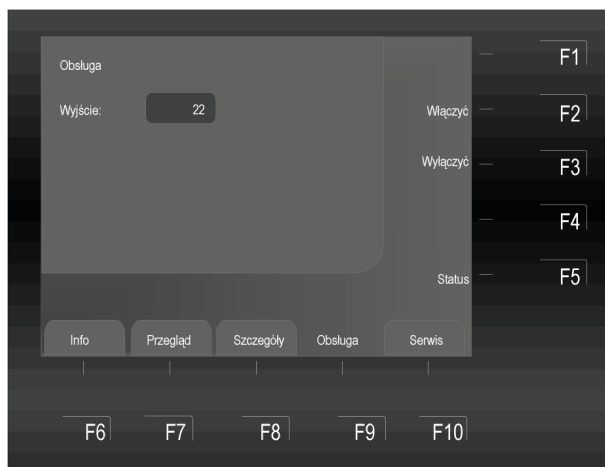 Obsługa
F1
Wyjście: 22
Włączyć F2
Wyłączyć F3
F4
Status F5
Info Przegląd Szczegóły Obsługa Serwis
F6 F7 F8 F9 F10